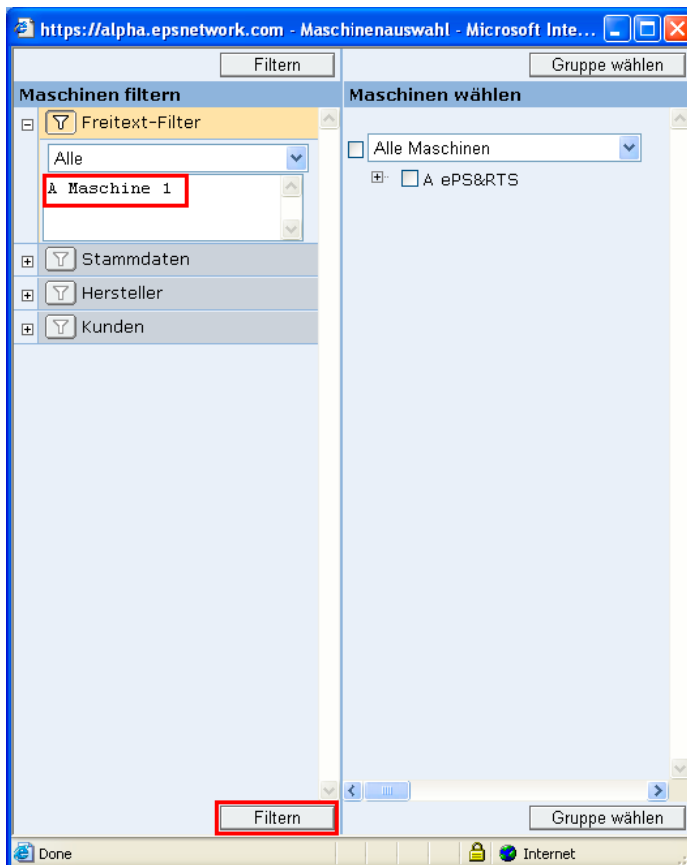 https://alpha.epsnetwork.com - Maschinenauswahl - Microsoft Inte...
Filtern
Gruppe wählen
Maschinen filtern
Maschinen wählen
Freitext-Filter
Alle
Alle Maschinen
A Maschine 1
A ePS&RTS
Stammdaten
Hersteller
Kunden
Filtern
Gruppe wählen
Done
Internet